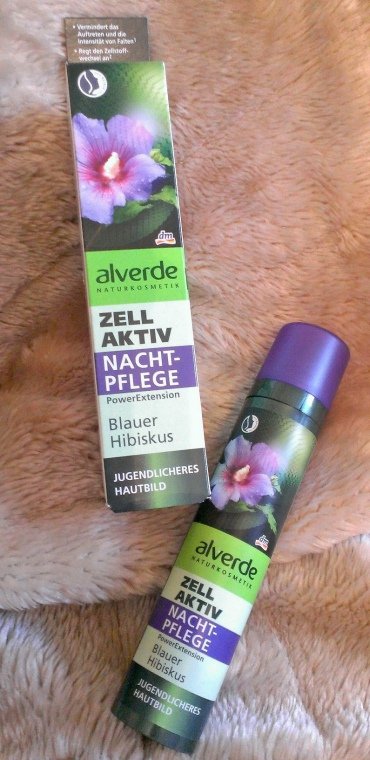 • Vermindert das
Auftreten und die
Intensität von Falten¹
• Regt den Zellstoff-
wechsel an²
dm
alverde
NATURKOSMETIK
ZELL
AKTIV
NACHT-
PFLEGE
PowerExtension
Blauer
Hibiskus
JUGENDLICHERES
HAUTBILD
dm
alverde
NATURKOSMETIK
ZELL
AKTIV
NACHT-
PFLEGE
PowerExtension
Blauer
Hibiskus
JUGENDLICHERES
HAUTBILD